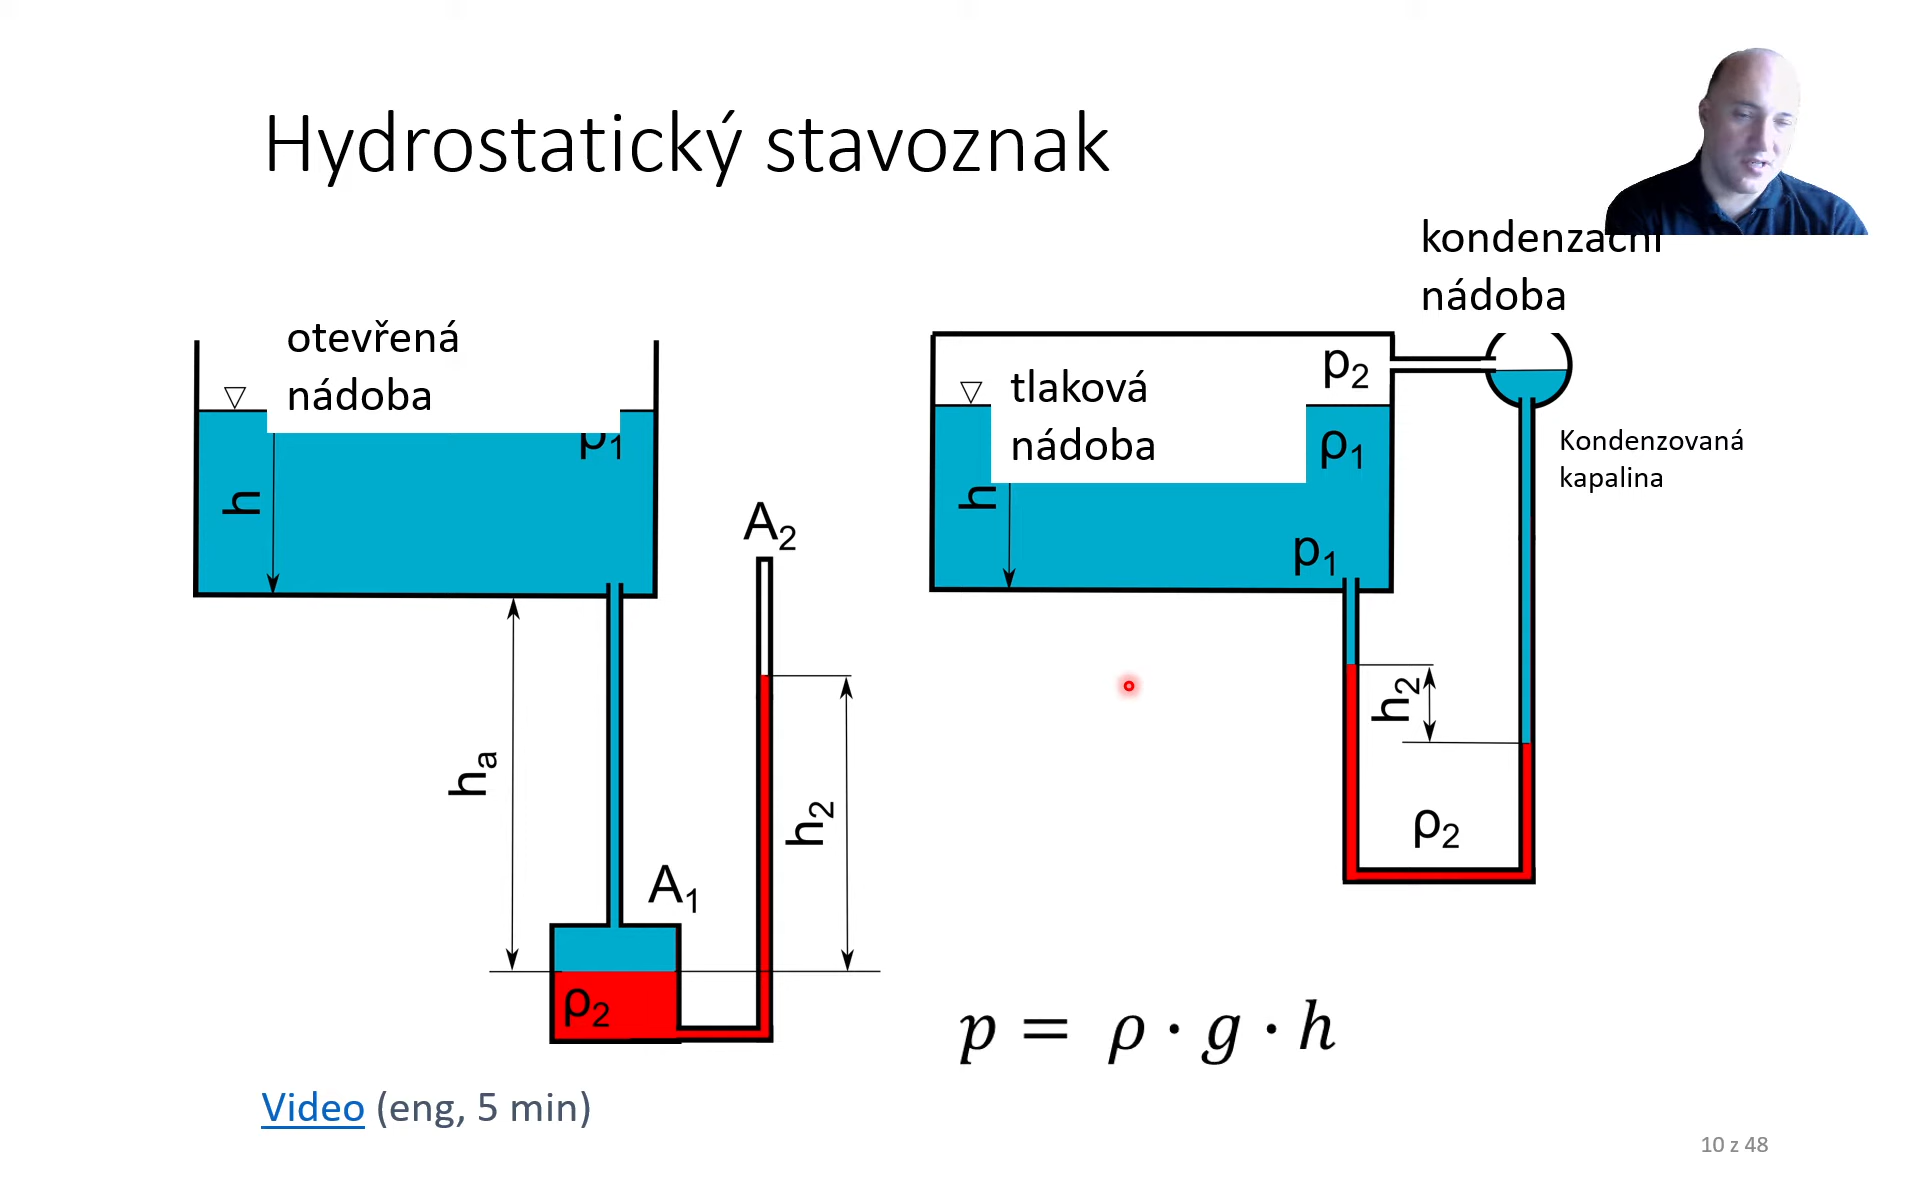 Hydrostatický stavoznak
kondenzační
nádoba
otevřená
nádoba
ρ₁
h
A₂
hₐ
h₂
A₁
ρ₂
tlaková
nádoba
p₂
ρ₁
h
p₁
Kondenzovaná
kapalina
h₂
ρ₂
p = ρ · g · h
Video (eng, 5 min)
10 z 48